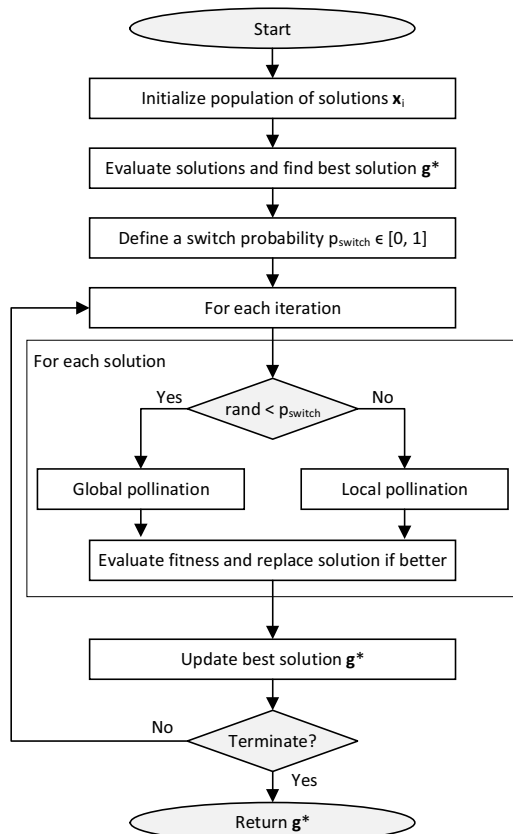 Start
Initialize population of solutions xᵢ
Evaluate solutions and find best solution g*
Define a switch probability pswitch ϵ [0, 1]
For each iteration
For each solution
Yes
rand < pswitch
No
Global pollination
Local pollination
Evaluate fitness and replace solution if better
Update best solution g*
No
Terminate?
Yes
Return g*